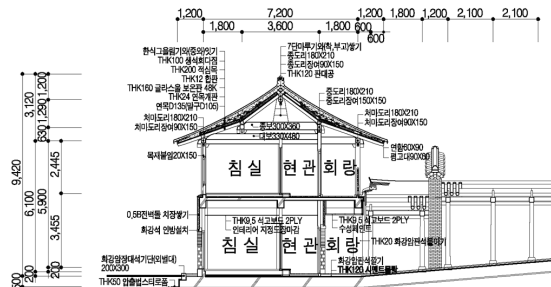 7,200
1,200 1,200 1,200 2,100 2,100
1,800 3,600 1,800 600 1,800
600
한식그을림기와(중와)잇기
THK100 생석회다짐
THK200 적심목
THK12 합판
THK160 글라스울 보온판 48K
THK24 연목개판
연목D135(말구D105)
처마도리180X210
처마도리장여90X150
목재붙임20X150
7단마루기와(착,부고)쌓기
종도리180X210
종도리장여90X150
THK120 판대공
중도리180X210
중도리장여150X150
처마도리180X210
처마도리장여90X150
연함60X90
평고대90X60
종보300X360
대보330X480
침실 현관 회랑
0.5B전벽돌 치장쌓기
화강석 인방설치
THK9.5 석고보드 2PLY
인테리어 지정도장마감
THK9.5 석고보드 2PLY
수성페인트
THK20 화강암판석붙이기
침실 현관 회랑
화강암장대석기단(외벌대)
200X300
THK50 압출법스티로폼
화강암판석깔기
THK120 시멘트몰탈
9,420
3,120 6,100 200
1,200 1,290 630 5,900 200
2,445 3,455